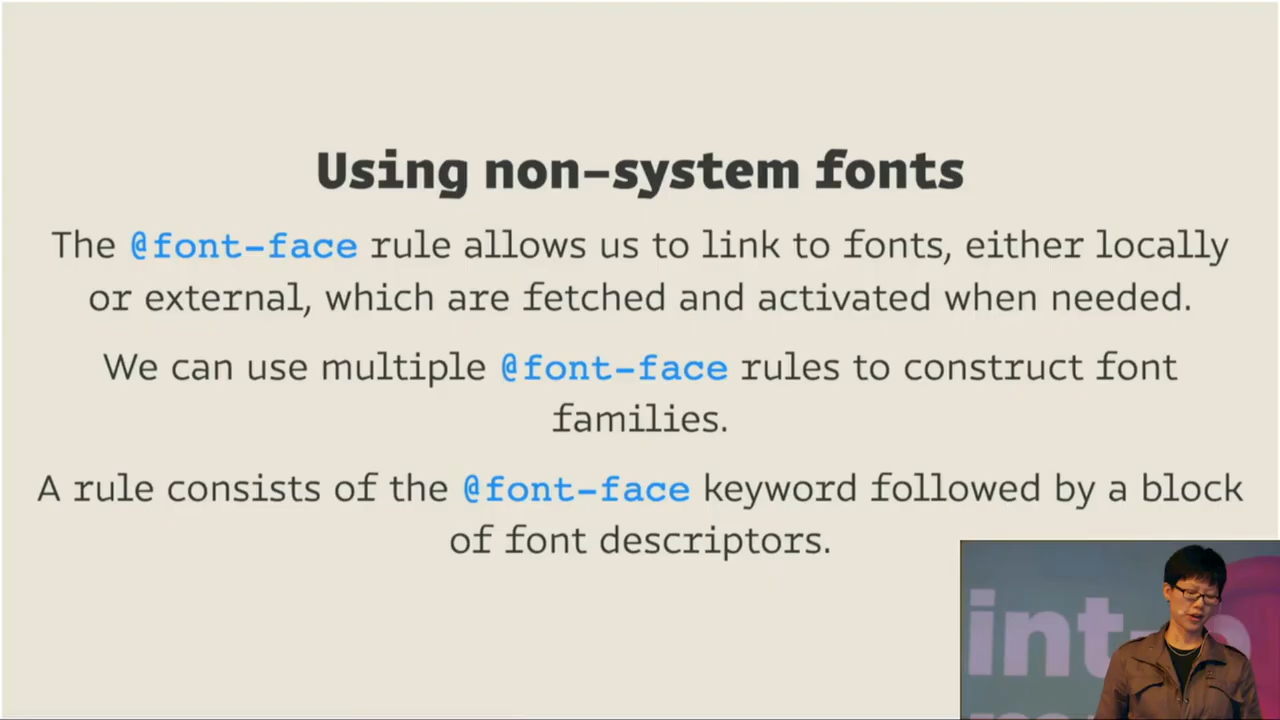 Using non-system fonts
The @font-face rule allows us to link to fonts, either locally
or external, which are fetched and activated when needed.
We can use multiple @font-face rules to construct font
families.
A rule consists of the @font-face keyword followed by a block
of font descriptors.